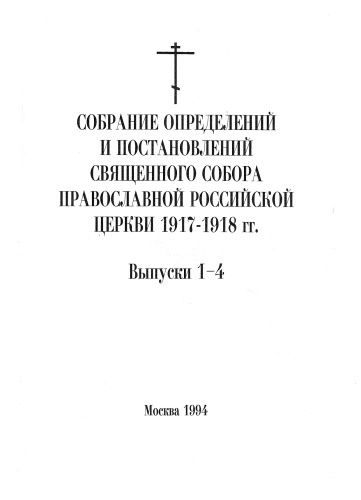 СОБРАНИЕ ОПРЕДЕЛЕНИЙ
И ПОСТАНОВЛЕНИЙ
СВЯЩЕННОГО СОБОРА
ПРАВОСЛАВНОЙ РОССИЙСКОЙ
ЦЕРКВИ 1917-1918 гг.
Выпуски 1–4
Москва 1994